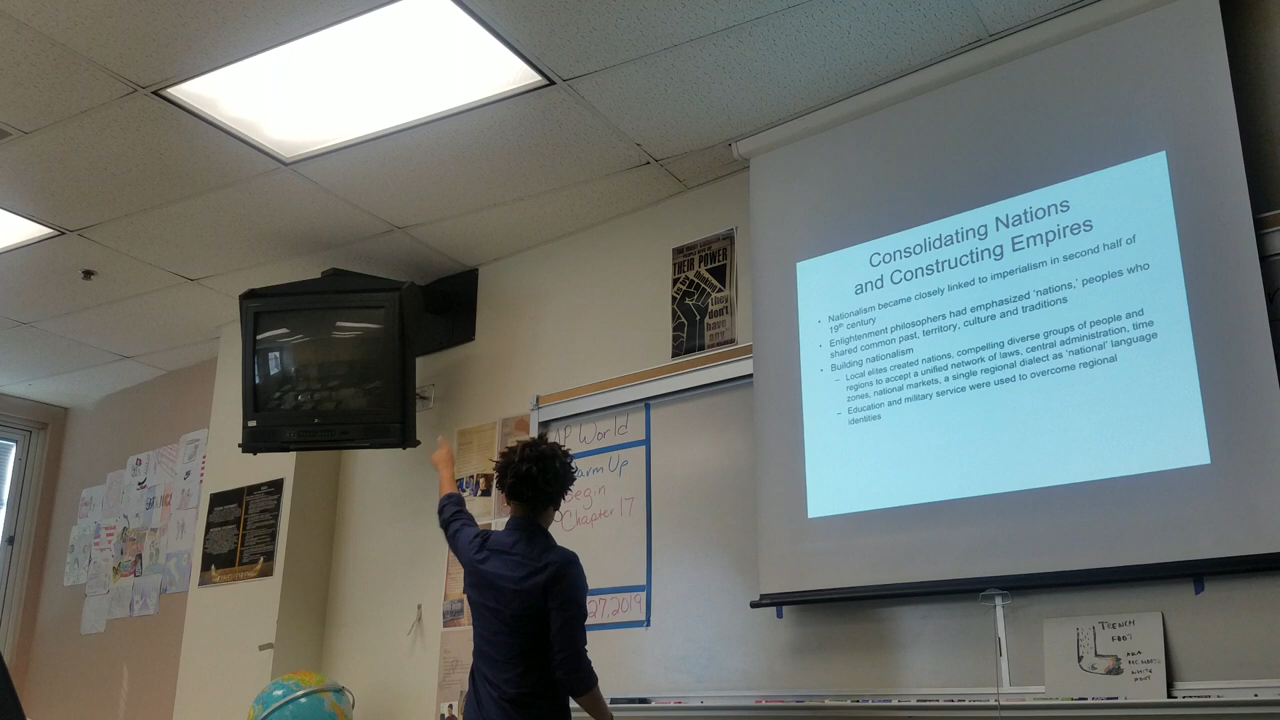 THEIR POWER
they
don't
have
any
AP World
Warm Up
Begin
Chapter 17
27,2019
Consolidating Nations
and Constructing Empires
• Nationalism became closely linked to imperialism in second half of
19th century
• Enlightenment philosophers had emphasized 'nations,' peoples who
shared common past, territory, culture and traditions
• Building nationalism
– Local elites created nations, compelling diverse groups of people and
regions to accept a unified network of laws, central administration, time
zones, national markets, a single regional dialect as 'national' language
– Education and military service were used to overcome regional
identities
TRENCH
FOOT
AKA